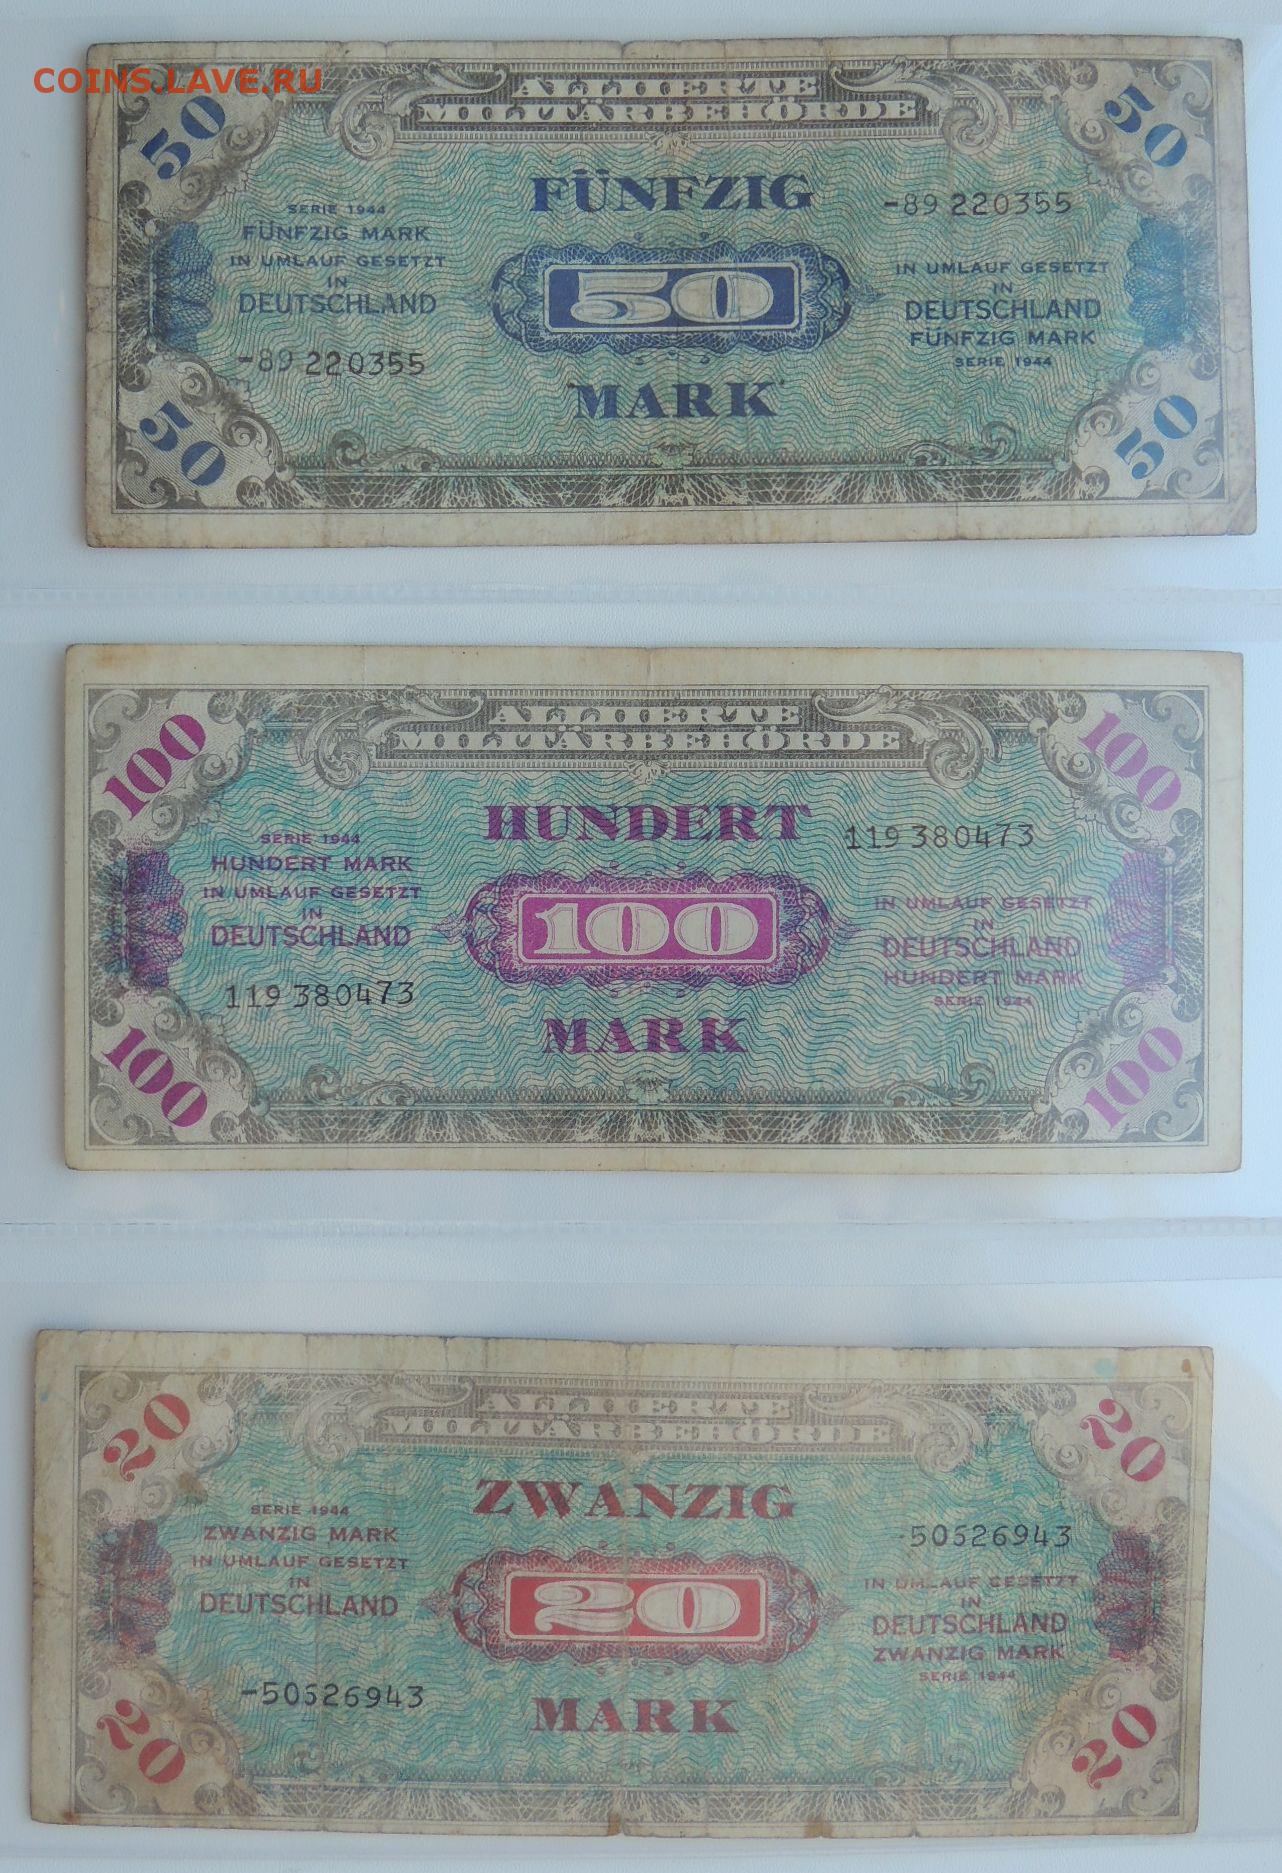 COINS.LAVE.RU
50
50
ALLIIERTE
MILITÄRBEHÖRDE
FÜNFZIG
-89 220355
SERIE 1944
FÜNFZIG MARK
IN UMLAUF GESETZT
IN
DEUTSCHLAND
50
IN UMLAUF GESETZT
IN
DEUTSCHLAND
FÜNFZIG MARK
SERIE 1944
-89 220355
MARK
50
50
100
100
ALLIIERTE
MILITÄRBEHÖRDE
HUNDERT
119 380473
SERIE 1944
HUNDERT MARK
IN UMLAUF GESETZT
IN
DEUTSCHLAND
100
IN UMLAUF GESETZT
IN
DEUTSCHLAND
HUNDERT MARK
SERIE 1944
119 380473
MARK
100
100
20
20
ALLIIERTE
MILITÄRBEHÖRDE
ZWANZIG
-50526943
SERIE 1944
ZWANZIG MARK
IN UMLAUF GESETZT
IN
DEUTSCHLAND
20
IN UMLAUF GESETZT
IN
DEUTSCHLAND
ZWANZIG MARK
SERIE 1944
-50526943
MARK
20
20